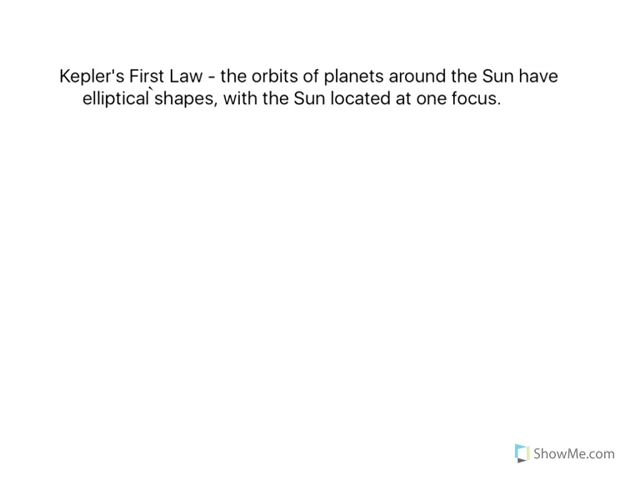 Kepler's First Law - the orbits of planets around the Sun have
elliptical shapes, with the Sun located at one focus.
ShowMe.com